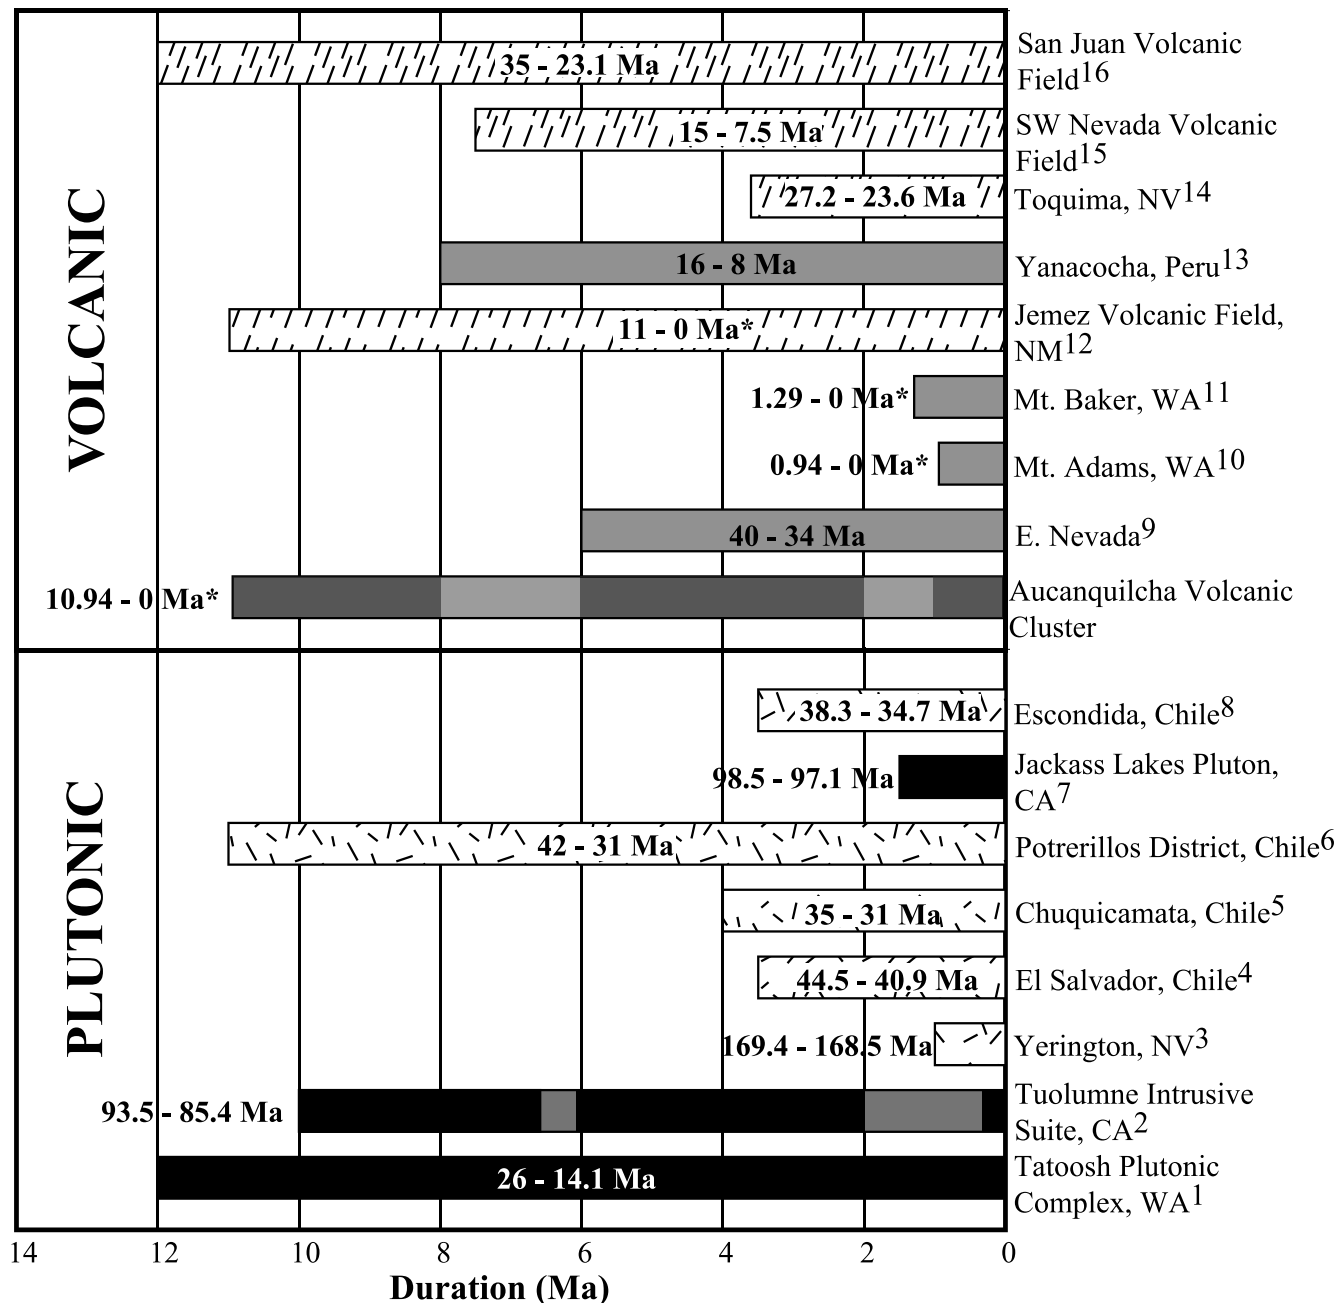 VOLCANIC
35 - 23.1 Ma
San Juan Volcanic
Field16
15 - 7.5 Ma
SW Nevada Volcanic
Field15
27.2 - 23.6 Ma
Toquima, NV14
16 - 8 Ma
Yanacocha, Peru13
11 - 0 Ma*
Jemez Volcanic Field,
NM12
1.29 - 0 Ma*
Mt. Baker, WA11
0.94 - 0 Ma*
Mt. Adams, WA10
40 - 34 Ma
E. Nevada9
10.94 - 0 Ma*
Aucanquilcha Volcanic
Cluster
PLUTONIC
38.3 - 34.7 Ma
Escondida, Chile8
98.5 - 97.1 Ma
Jackass Lakes Pluton,
CA7
42 - 31 Ma
Potrerillos District, Chile6
35 - 31 Ma
Chuquicamata, Chile5
44.5 - 40.9 Ma
El Salvador, Chile4
169.4 - 168.5 Ma
Yerington, NV3
93.5 - 85.4 Ma
Tuolumne Intrusive
Suite, CA2
26 - 14.1 Ma
Tatoosh Plutonic
Complex, WA1
14 12 10 8 6 4 2 0
Duration (Ma)